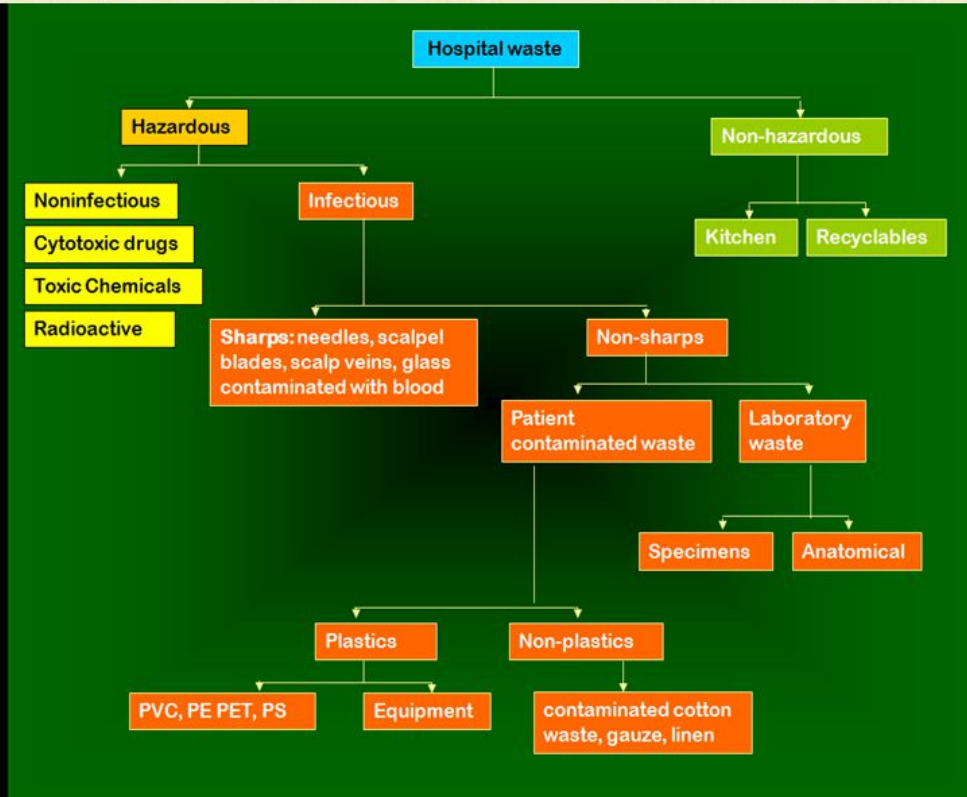 Hospital waste
Hazardous
Non-hazardous
Noninfectious
Infectious
Kitchen
Recyclables
Cytotoxic drugs
Toxic Chemicals
Radioactive
Sharps: needles, scalpel
blades, scalp veins, glass
contaminated with blood
Non-sharps
Patient
contaminated waste
Laboratory
waste
Specimens
Anatomical
Plastics
Non-plastics
PVC, PE PET, PS
Equipment
contaminated cotton
waste, gauze, linen